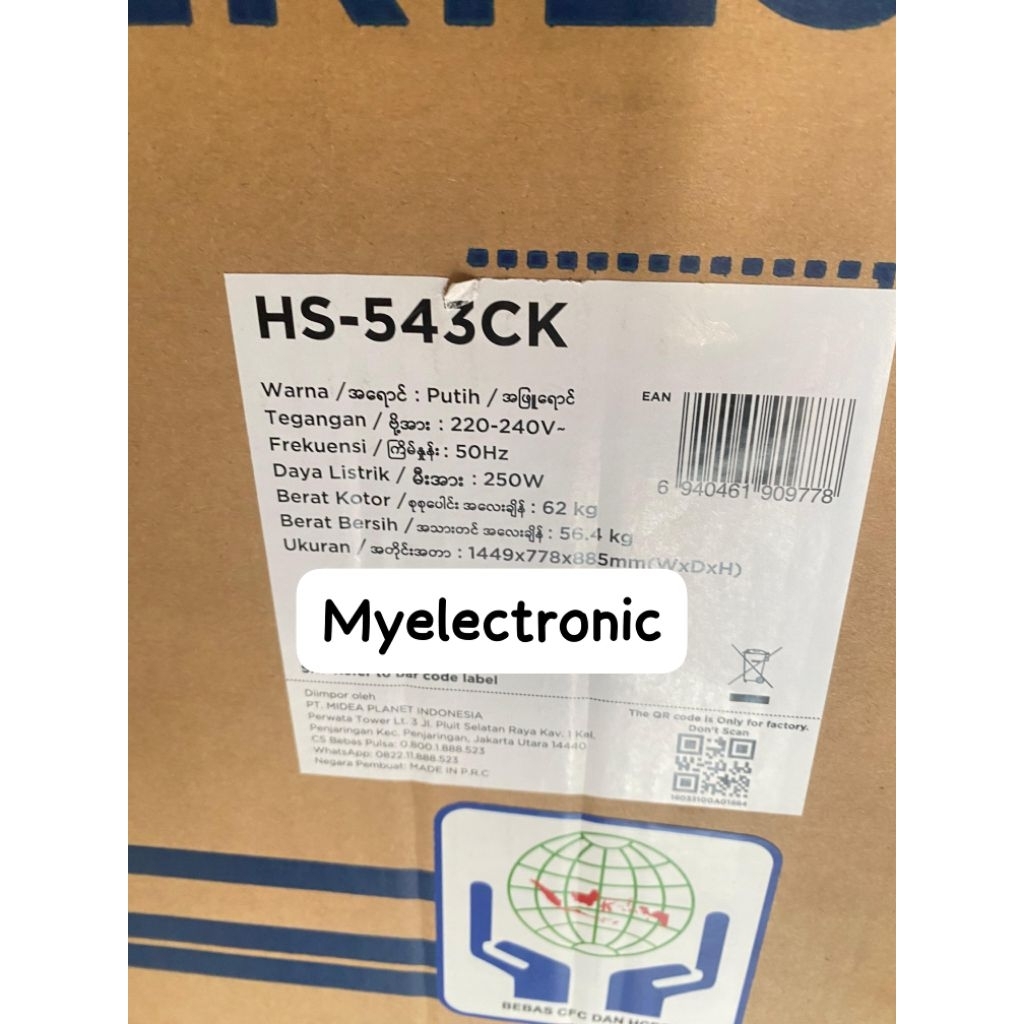 HS-543CK
Warna / အရောင် : Putih / အဖြူရောင်
Tegangan / ဗို့အား : 220-240V~
Frekuensi / ကြိမ်နှုန်း : 50Hz
Daya Listrik / မီးအား : 250W
Berat Kotor / စုစုပေါင်း အလေးချိန် : 62 kg
Berat Bersih / အသားတင် အလေးချိန် : 56.4 kg
Ukuran / အတိုင်းအတာ : 1449x778x885mm(WxDxH)
EAN
6 940461 909778
Myelectronic
to bar code label
Diimpor oleh
PT. MIDEA PLANET INDONESIA
Perwata Tower Lt. 3 Jl. Pluit Selatan Raya Kav. 1 Kel.
Penjaringan Kec. Penjaringan, Jakarta Utara 14440
CS Bebas Pulsa: 0.800.1.888.523
WhatsApp: 0822.11.888.523
Negara Pembuat: MADE IN P.R.C
The QR code is Only for factory.
Don't Scan
BEBAS CFC DAN